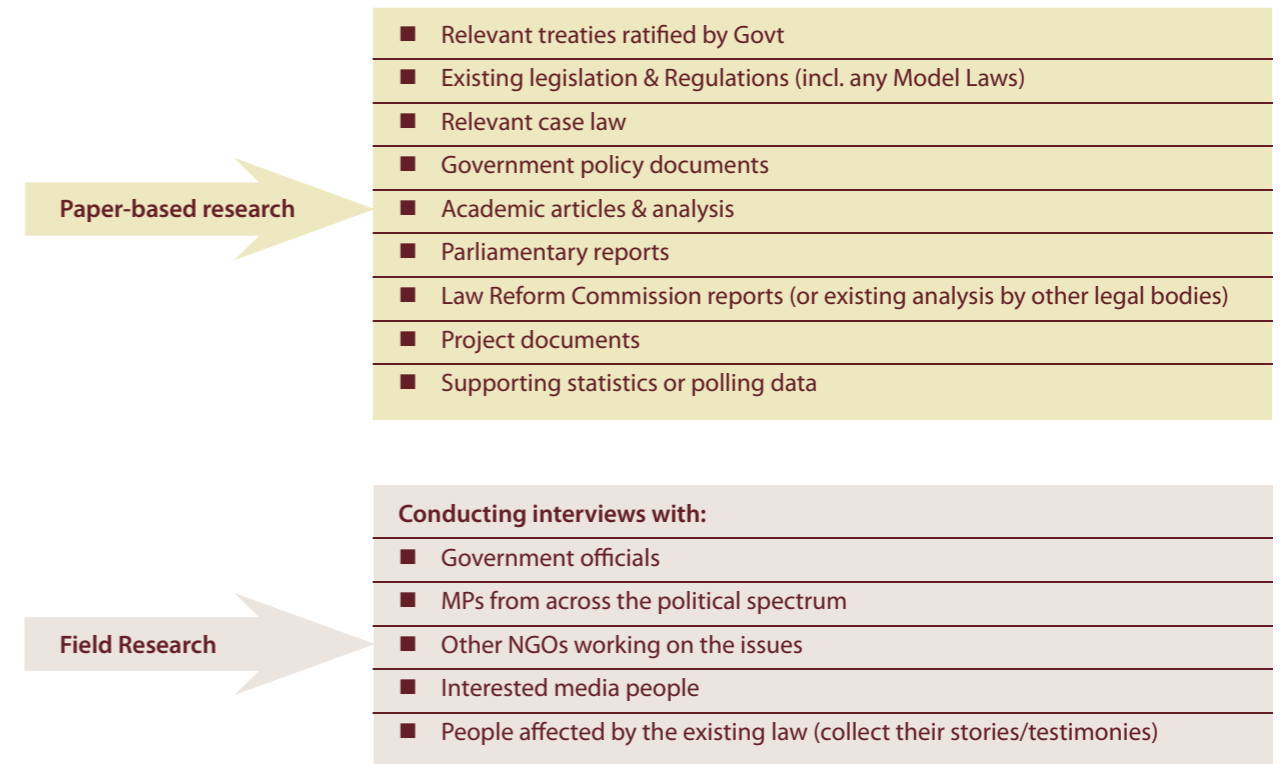 Paper-based research
■ Relevant treaties ratified by Govt
■ Existing legislation & Regulations (incl. any Model Laws)
■ Relevant case law
■ Government policy documents
■ Academic articles & analysis
■ Parliamentary reports
■ Law Reform Commission reports (or existing analysis by other legal bodies)
■ Project documents
■ Supporting statistics or polling data
Field Research
Conducting interviews with:
■ Government officials
■ MPs from across the political spectrum
■ Other NGOs working on the issues
■ Interested media people
■ People affected by the existing law (collect their stories/testimonies)